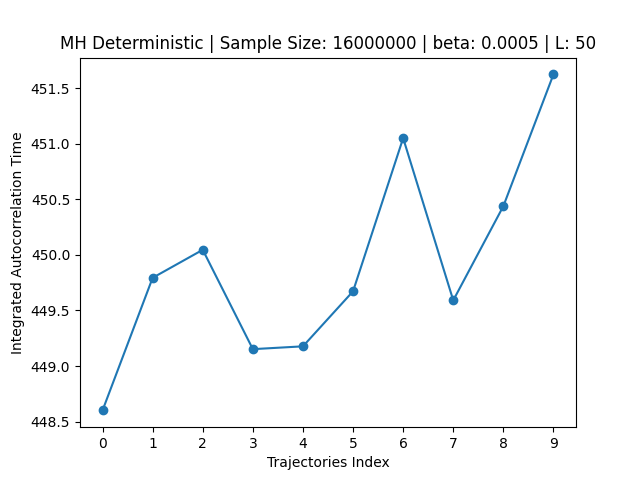 MH Deterministic | Sample Size: 16000000 | beta: 0.0005 | L: 50
Integrated Autocorrelation Time
451.5
451.0
450.5
450.0
449.5
449.0
448.5
0 1 2 3 4 5 6 7 8 9
Trajectories Index